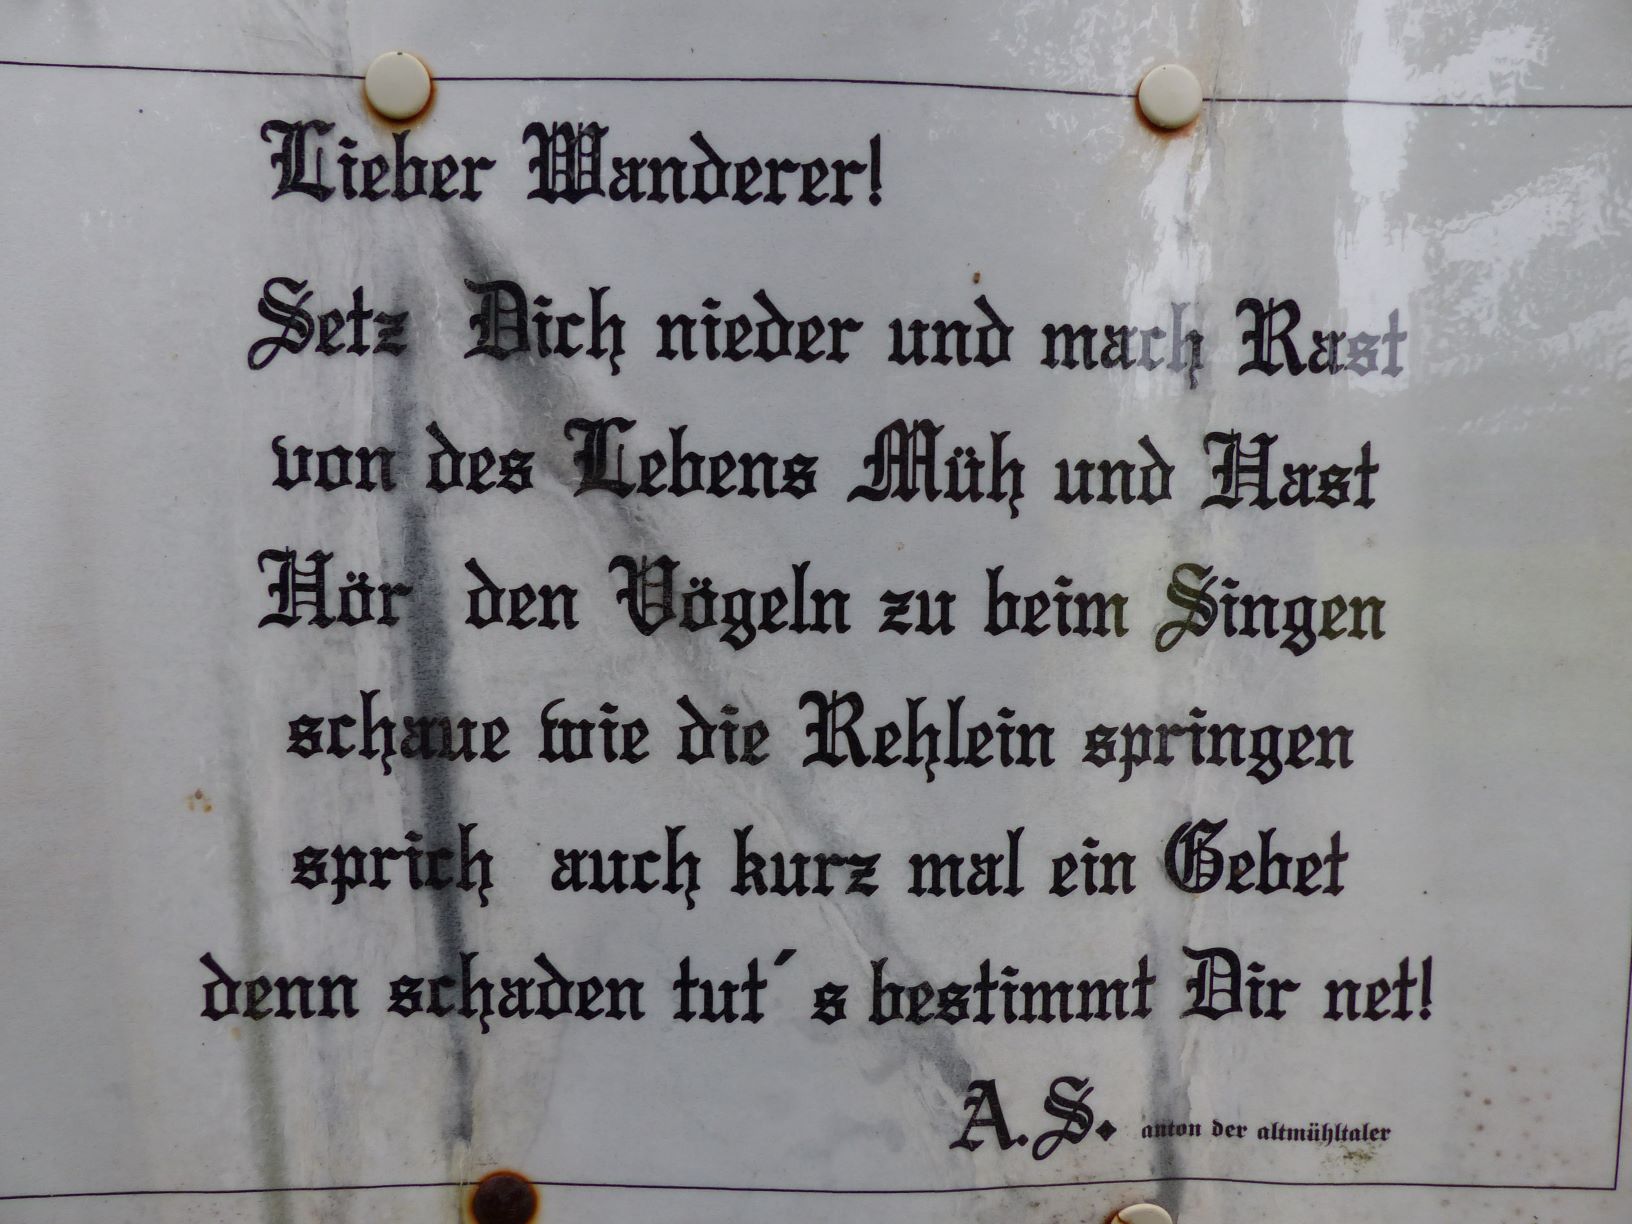 Lieber Wanderer!
Setz Dich nieder und mach Rast
von des Lebens Müh und Hast
Hör den Vögeln zu beim Singen
schaue wie die Rehlein springen
sprich auch kurz mal ein Gebet
denn schaden tut´s bestimmt Dir net!
A.S. anton der altmühltaler